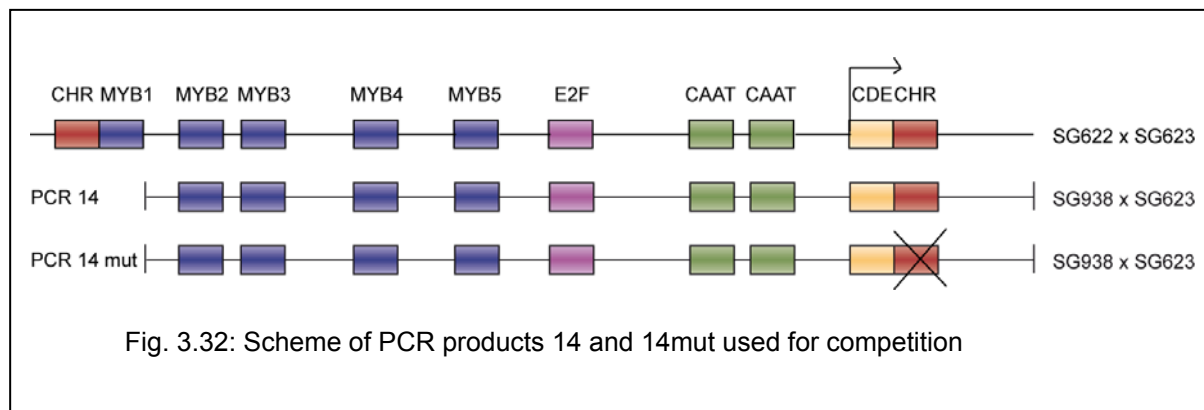 CHR MYB1 MYB2 MYB3 MYB4 MYB5 E2F CAAT CAAT CDE CHR
SG622 x SG623
PCR 14 SG938 x SG623
PCR 14 mut SG938 x SG623
Fig. 3.32: Scheme of PCR products 14 and 14mut used for competition